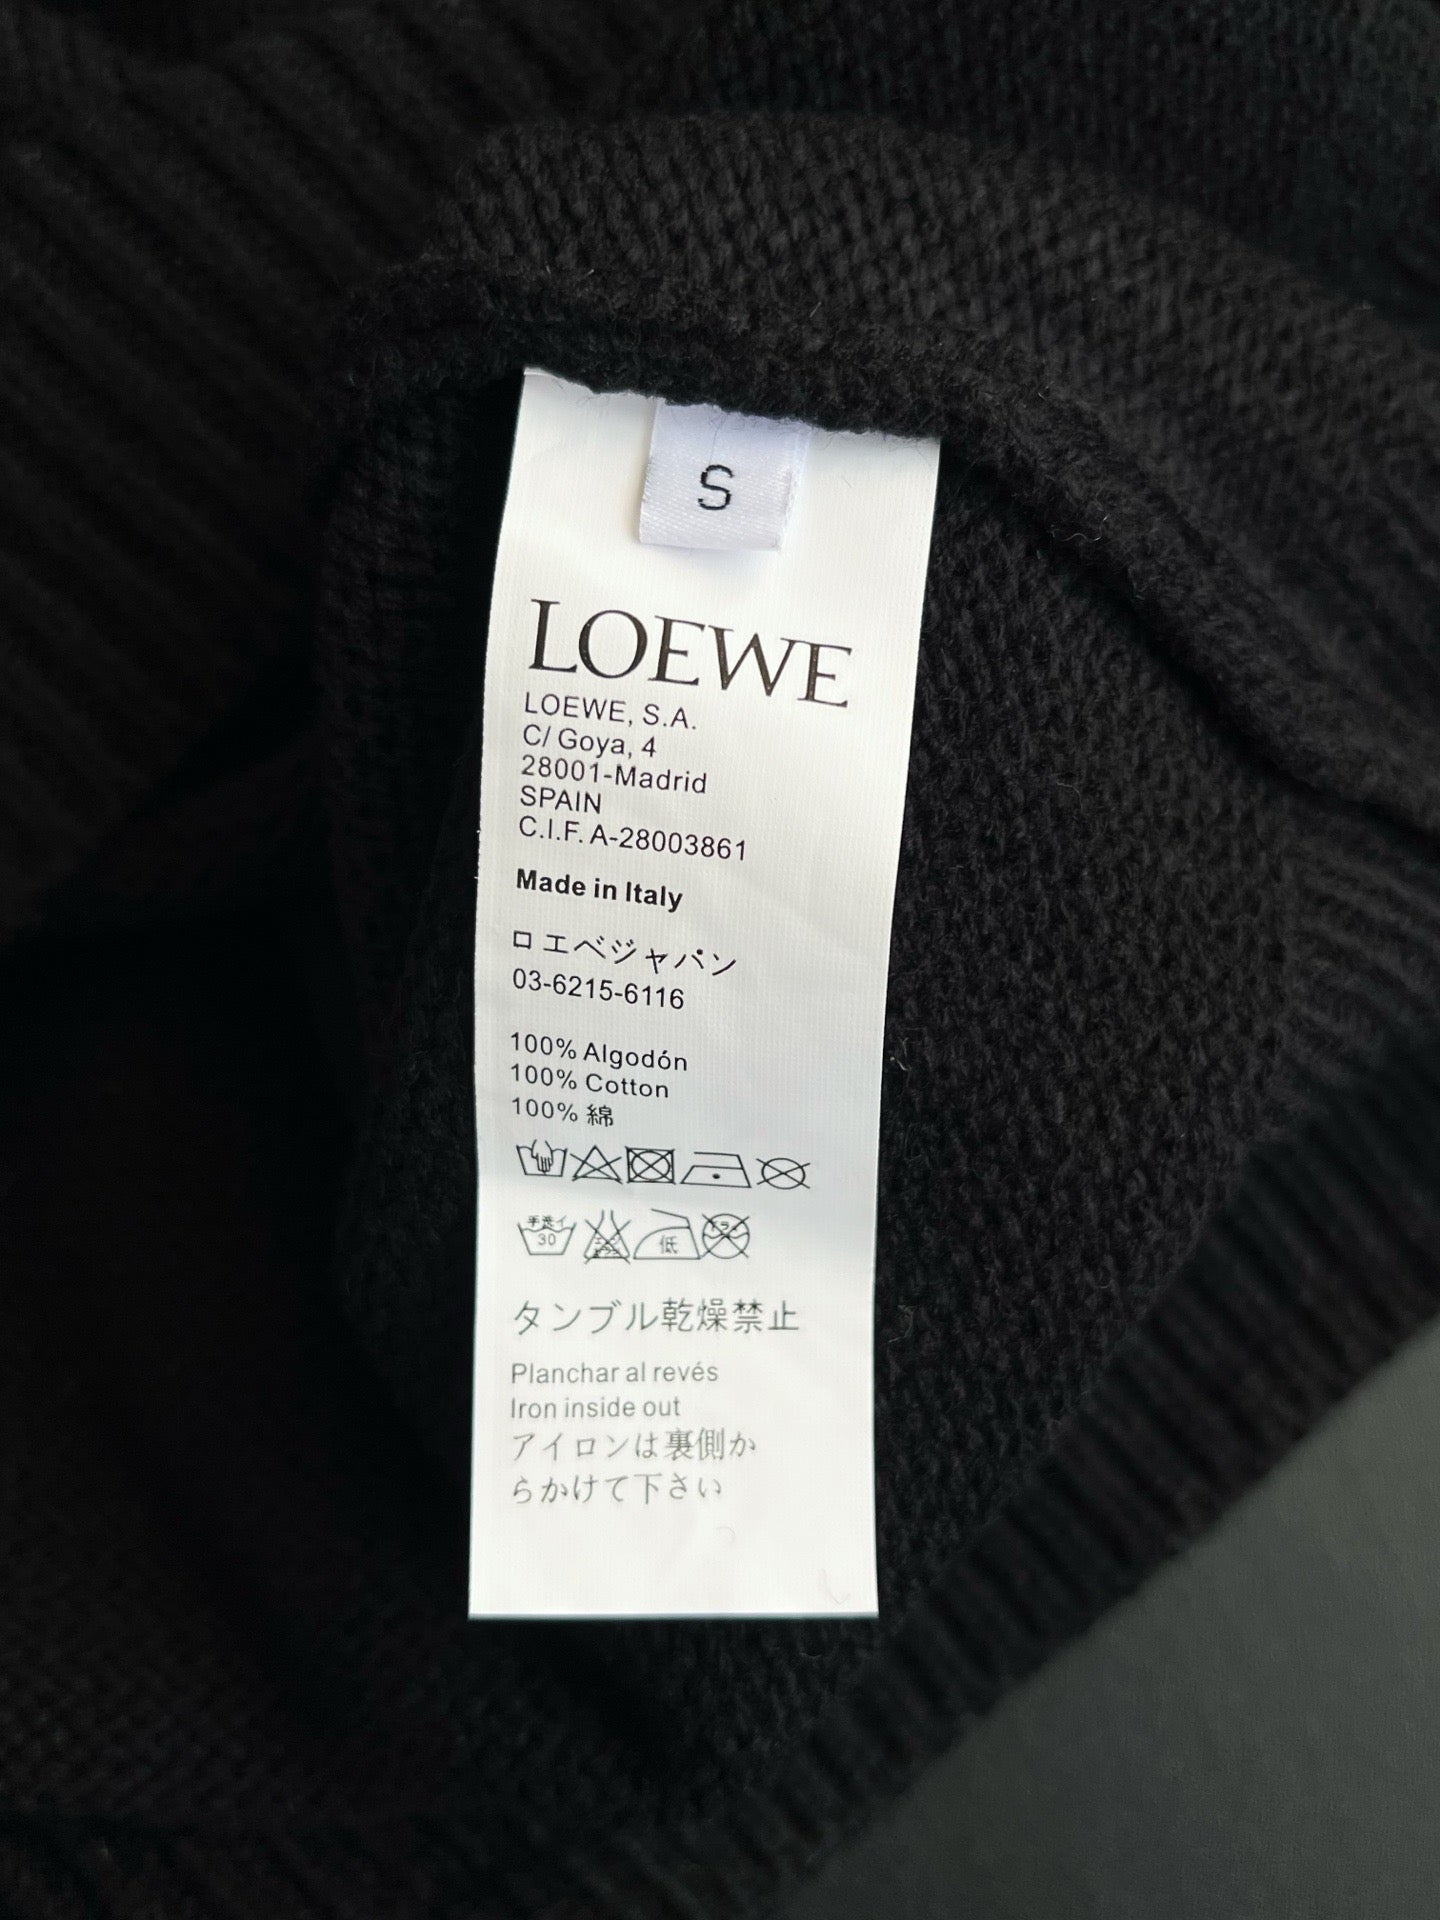 S
LOEWE
LOEWE, S.A.
C/ Goya, 4
28001-Madrid
SPAIN
C.I.F. A-28003861
Made in Italy
ロエベジャパン
03-6215-6116
100% Algodón
100% Cotton
100% 綿
手洗イ
30
低
タンブル乾燥禁止
Planchar al revés
Iron inside out
アイロンは裏側か
らかけて下さい